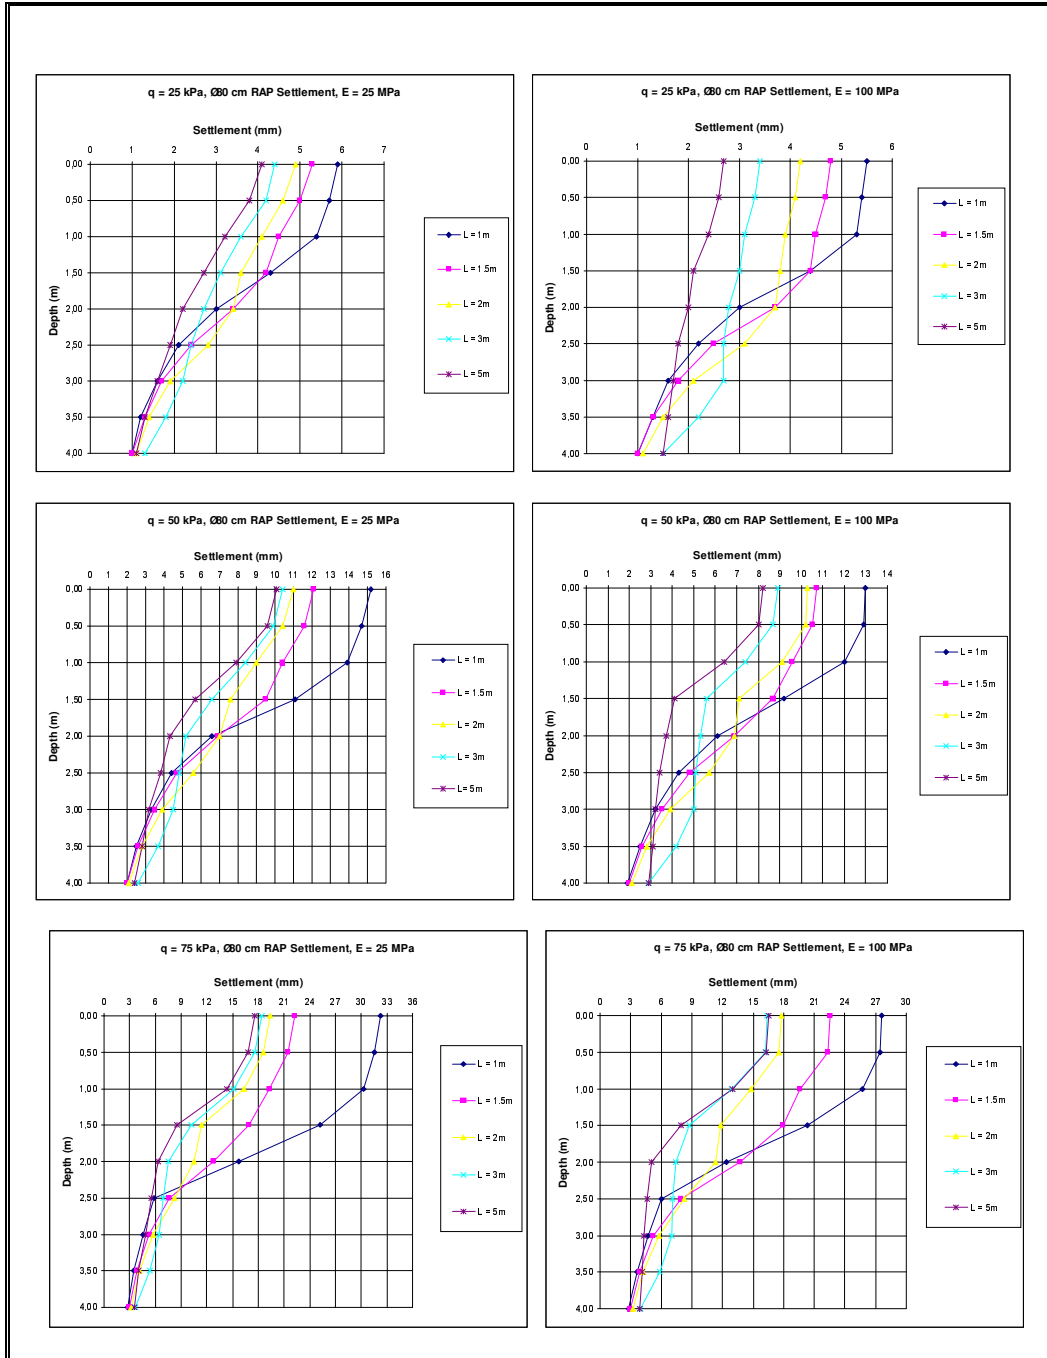 q = 25 kPa, Ø80 cm RAP Settlement, E = 25 MPa
Settlement (mm)
0 1 2 3 4 5 6 7
0,00
0,50
1,00
1,50
2,00
2,50
3,00
3,50
4,00
Depth (m)
L = 1m
L = 1.5m
L = 2m
L = 3m
L = 5m
q = 25 kPa, Ø80 cm RAP Settlement, E = 100 MPa
Settlement (mm)
0 1 2 3 4 5 6
0,00
0,50
1,00
1,50
2,00
2,50
3,00
3,50
4,00
Depth (m)
L = 1m
L = 1.5m
L = 2m
L = 3m
L = 5m
q = 50 kPa, Ø80 cm RAP Settlement, E = 25 MPa
Settlement (mm)
0 1 2 3 4 5 6 7 8 9 10 11 12 13 14 15 16
0,00
0,50
1,00
1,50
2,00
2,50
3,00
3,50
4,00
Depth (m)
L = 1m
L = 1.5m
L = 2m
L = 3m
L = 5m
q = 50 kPa, Ø80 cm RAP Settlement, E = 100 MPa
Settlement (mm)
0 1 2 3 4 5 6 7 8 9 10 11 12 13 14
0,00
0,50
1,00
1,50
2,00
2,50
3,00
3,50
4,00
Depth (m)
L = 1m
L = 1.5m
L = 2m
L = 3m
L = 5m
q = 75 kPa, Ø80 cm RAP Settlement, E = 25 MPa
Settlement (mm)
0 3 6 9 12 15 18 21 24 27 30 33 36
0,00
0,50
1,00
1,50
2,00
2,50
3,00
3,50
4,00
Depth (m)
L = 1m
L = 1.5m
L = 2m
L = 3m
L = 5m
q = 75 kPa, Ø80 cm RAP Settlement, E = 100 MPa
Settlement (mm)
0 3 6 9 12 15 18 21 24 27 30
0,00
0,50
1,00
1,50
2,00
2,50
3,00
3,50
4,00
Depth (m)
L = 1m
L = 1.5m
L = 2m
L = 3m
L = 5m